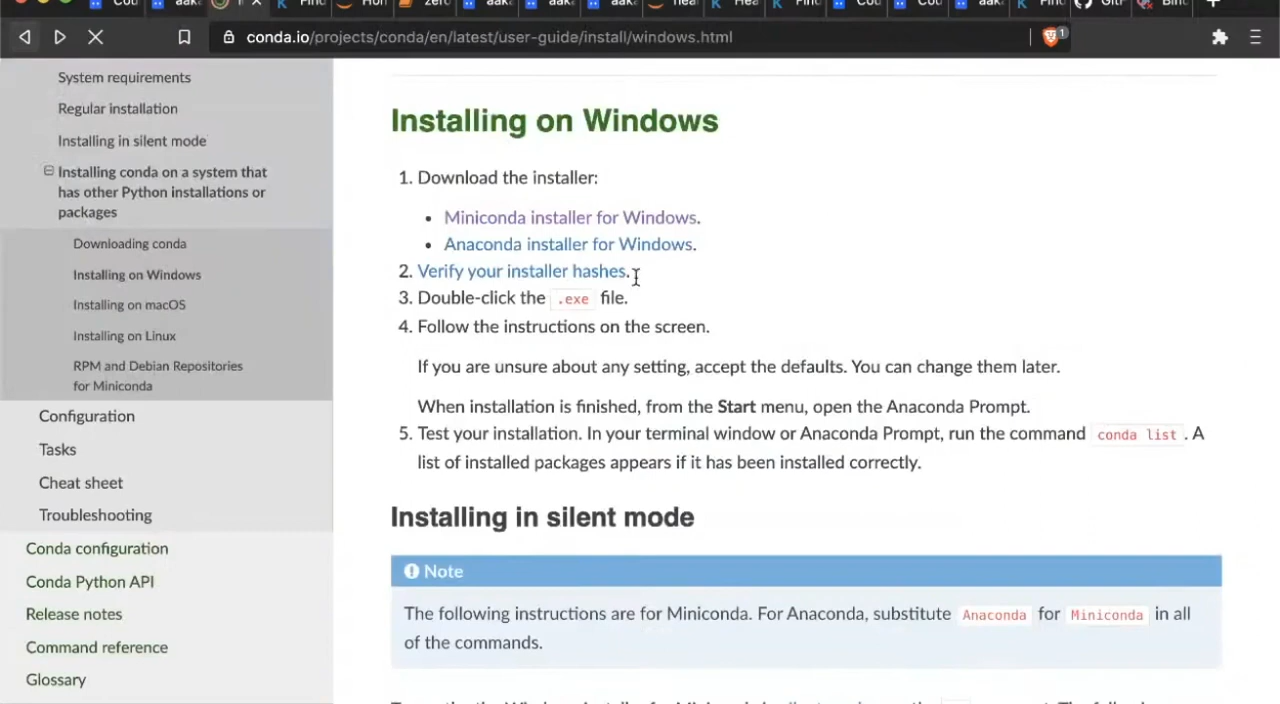 conda.io/projects/conda/en/latest/user-guide/install/windows.html
1
System requirements
Regular installation
Installing in silent mode
Installing conda on a system that
has other Python installations or
packages
Downloading conda
Installing on Windows
Installing on macOS
Installing on Linux
RPM and Debian Repositories
for Miniconda
Configuration
Tasks
Cheat sheet
Troubleshooting
Conda configuration
Conda Python API
Release notes
Command reference
Glossary
Installing on Windows
1. Download the installer:
• Miniconda installer for Windows.
• Anaconda installer for Windows.
2. Verify your installer hashes.
3. Double-click the .exe file.
4. Follow the instructions on the screen.
If you are unsure about any setting, accept the defaults. You can change them later.
When installation is finished, from the Start menu, open the Anaconda Prompt.
5. Test your installation. In your terminal window or Anaconda Prompt, run the command conda list . A
list of installed packages appears if it has been installed correctly.
Installing in silent mode
Note
The following instructions are for Miniconda. For Anaconda, substitute Anaconda for Miniconda in all
of the commands.